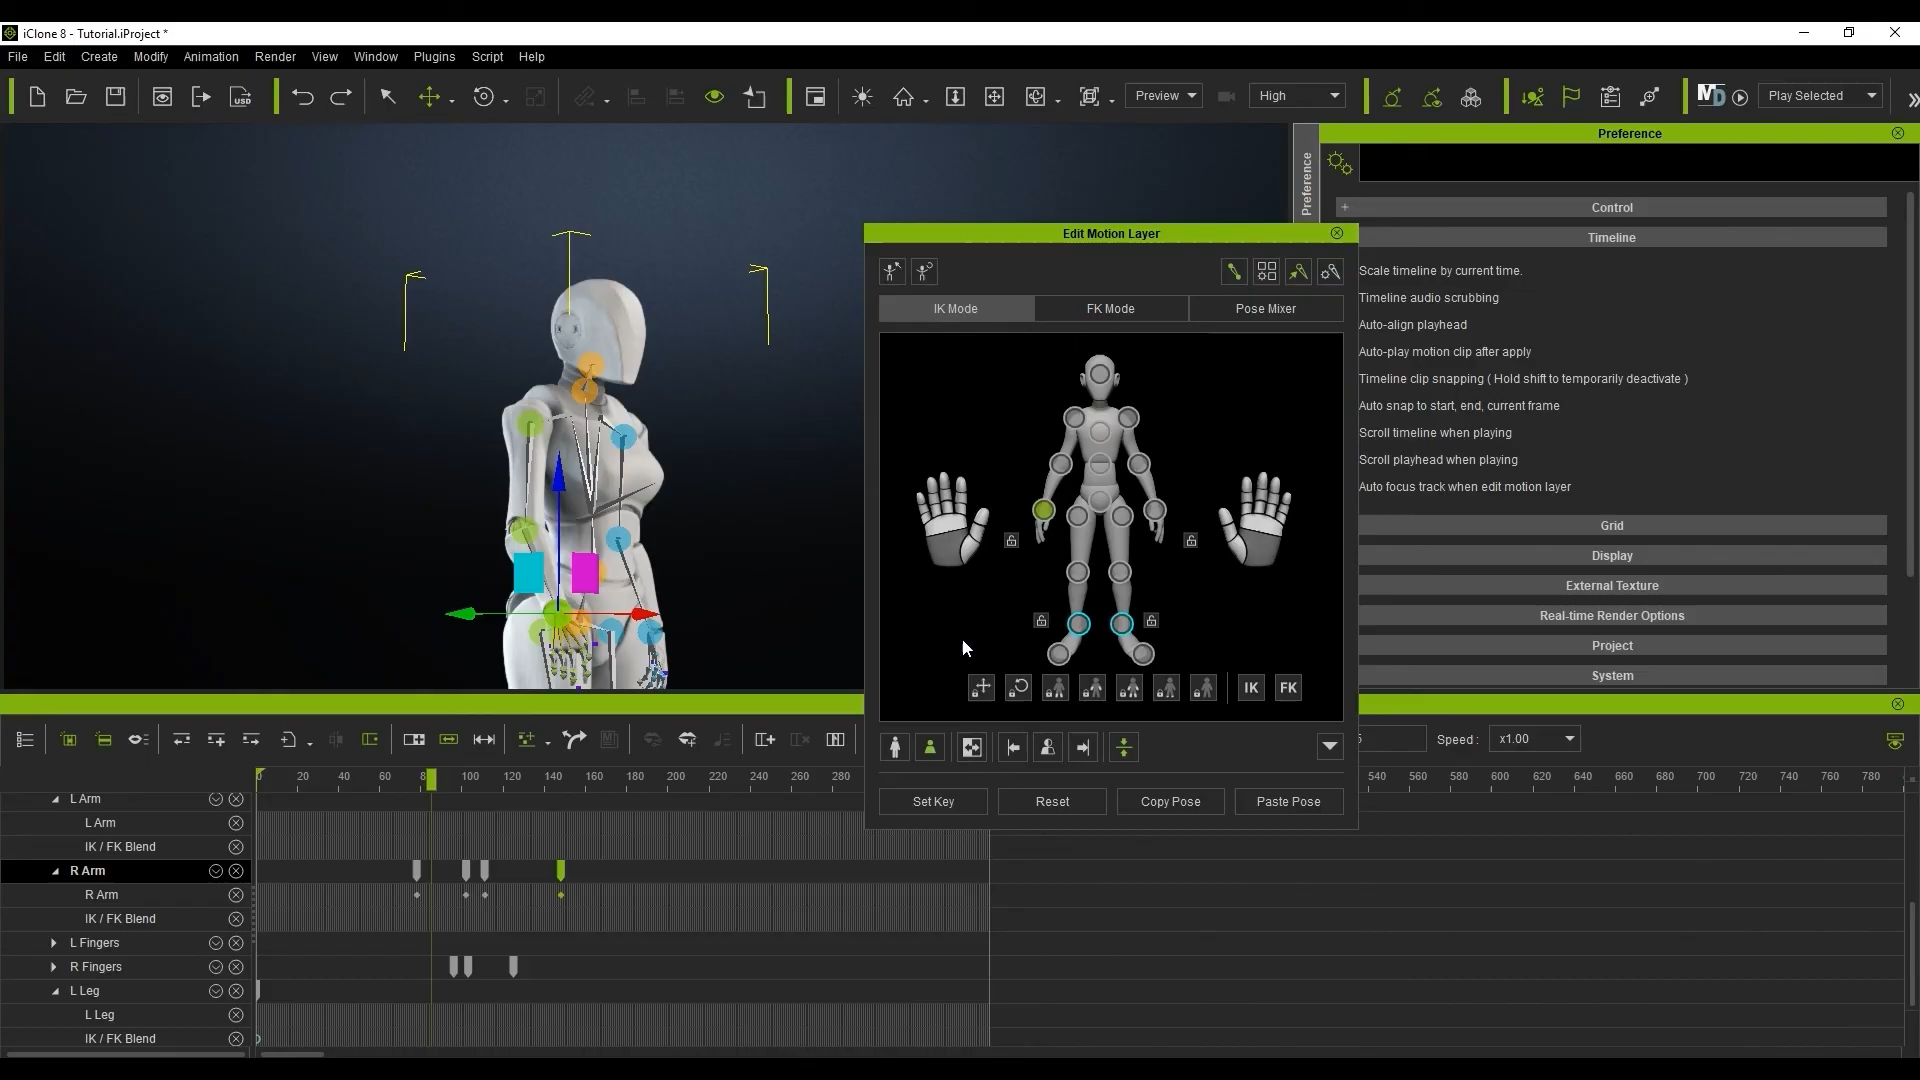 iClone 8 - Tutorial.iProject *
File Edit Create Modify Animation Render View Window Plugins Script Help
USD Preview High MD Play Selected
Preference
Preference
Control
Timeline
Scale timeline by current time.
Timeline audio scrubbing
Auto-align playhead
Auto-play motion clip after apply
Timeline clip snapping ( Hold shift to temporarily deactivate )
Auto snap to start, end, current frame
Scroll timeline when playing
Scroll playhead when playing
Auto focus track when edit motion layer
Grid
Display
External Texture
Real-time Render Options
Project
System
Edit Motion Layer
IK Mode FK Mode Pose Mixer
IK FK
Set Key Reset Copy Pose Paste Pose
5 Speed : x1.00
0 20 40 60 8 100 120 140 160 180 200 220 240 260 280 540 560 580 600 620 640 660 680 700 720 740 760 780
L Arm
L Arm
IK / FK Blend
R Arm
R Arm
IK / FK Blend
L Fingers
R Fingers
L Leg
L Leg
IK / FK Blend